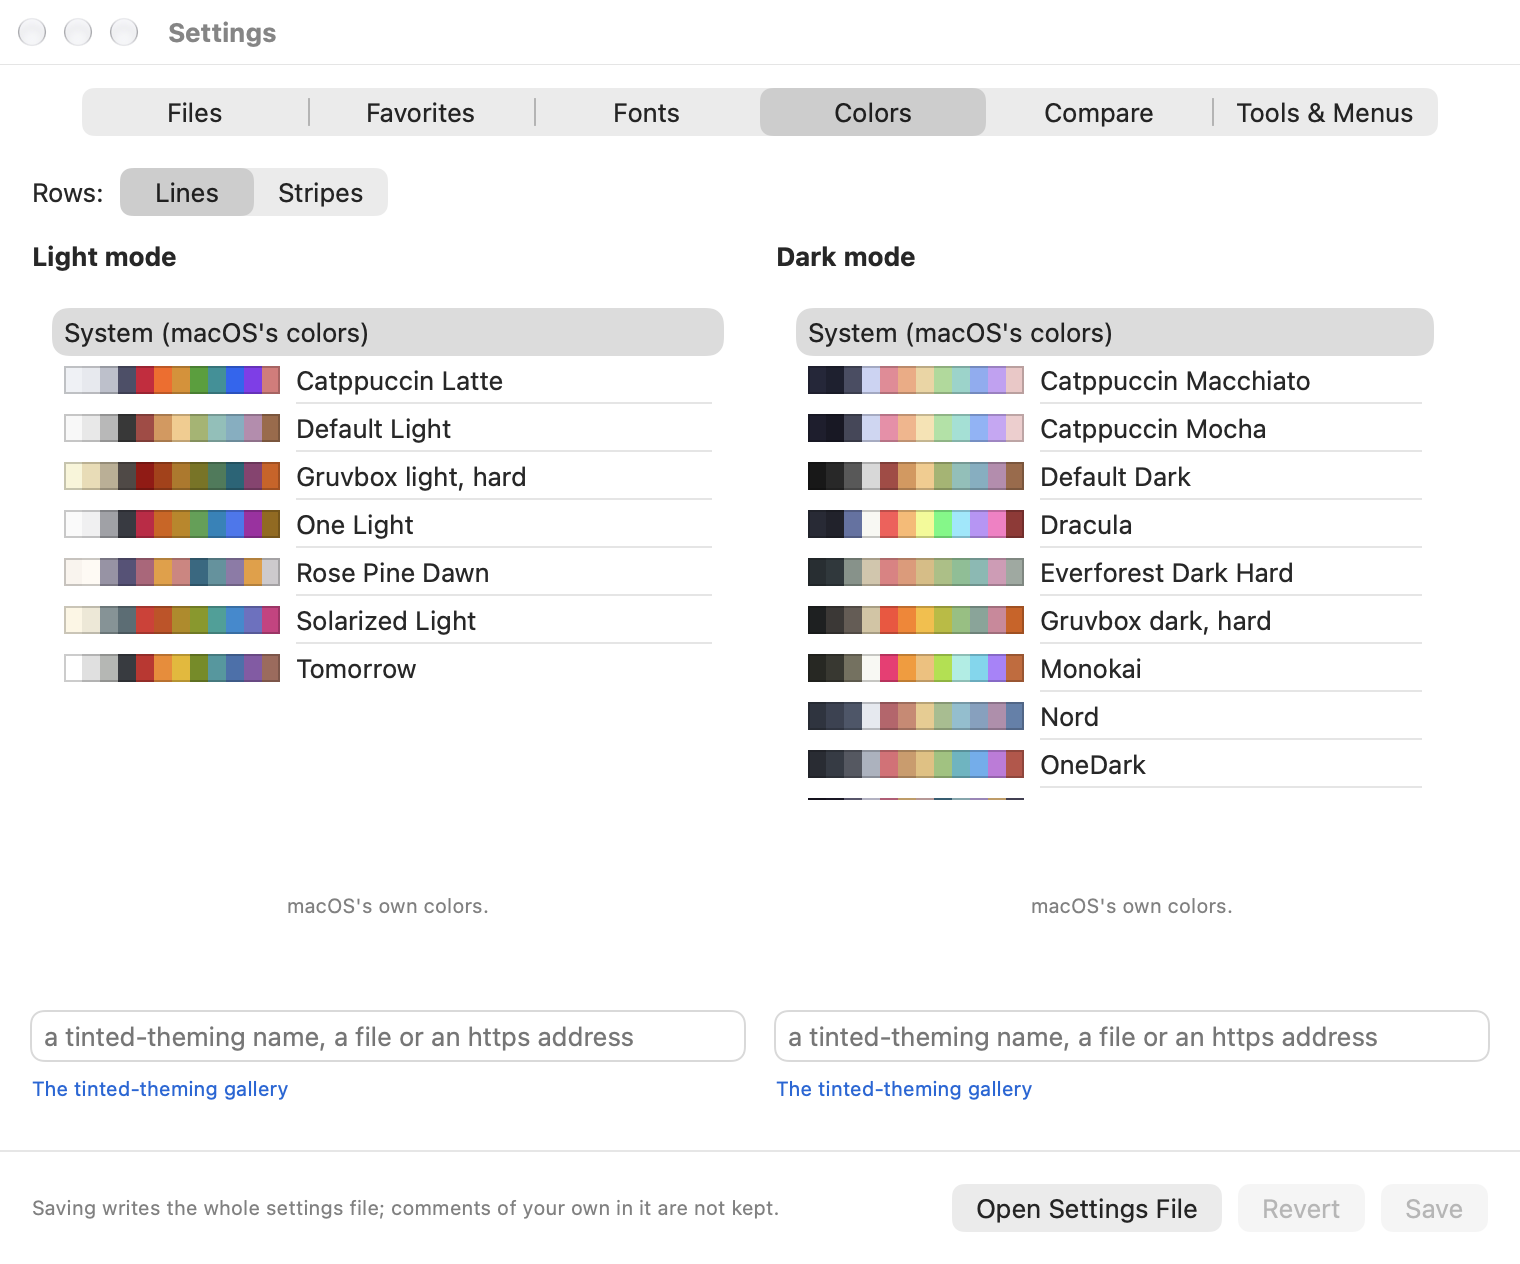 Settings
Files
Favorites
Fonts
Colors
Compare
Tools & Menus
Rows:
Lines
Stripes
Light mode
System (macOS's colors)
Catppuccin Latte
Default Light
Gruvbox light, hard
One Light
Rose Pine Dawn
Solarized Light
Tomorrow
macOS's own colors.
a tinted-theming name, a file or an https address
The tinted-theming gallery
Dark mode
System (macOS's colors)
Catppuccin Macchiato
Catppuccin Mocha
Default Dark
Dracula
Everforest Dark Hard
Gruvbox dark, hard
Monokai
Nord
OneDark
macOS's own colors.
a tinted-theming name, a file or an https address
The tinted-theming gallery
Saving writes the whole settings file; comments of your own in it are not kept.
Open Settings File
Revert
Save